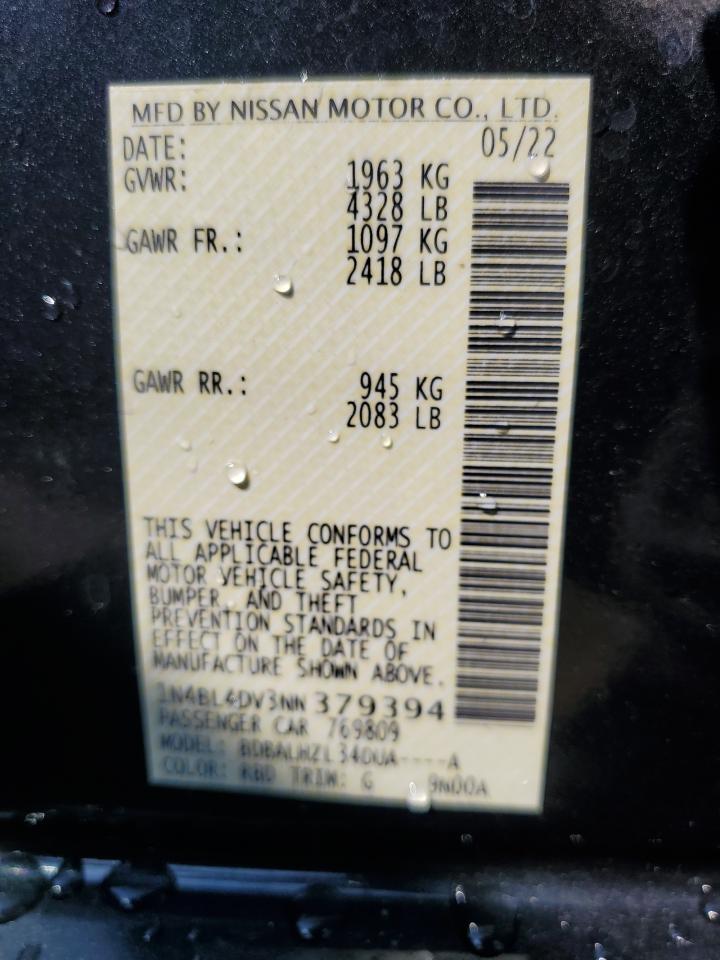 MFD BY NISSAN MOTOR CO., LTD.
DATE: 05/22
GVWR: 1963 KG
4328 LB
GAWR FR.: 1097 KG
2418 LB
GAWR RR.: 945 KG
2083 LB
THIS VEHICLE CONFORMS TO
ALL APPLICABLE FEDERAL
MOTOR VEHICLE SAFETY,
BUMPER, AND THEFT
PREVENTION STANDARDS IN
EFFECT ON THE DATE OF
MANUFACTURE SHOWN ABOVE.
1N4BL4DV3NN 379394
PASSENGER CAR 769809
MODEL:
COLOR: TRIM: G